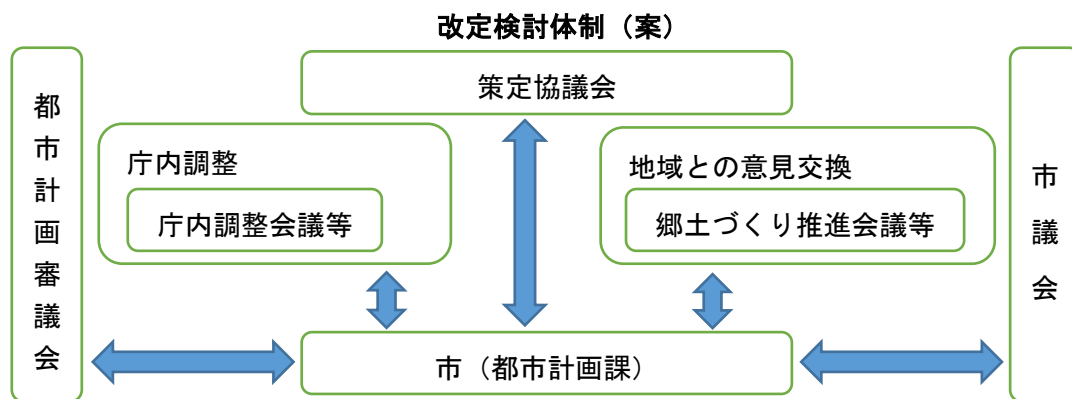 改定検討体制（案）
策定協議会
都市計画審議会
庁内調整
庁内調整会議等
地域との意見交換
郷土づくり推進会議等
市議会
市（都市計画課）